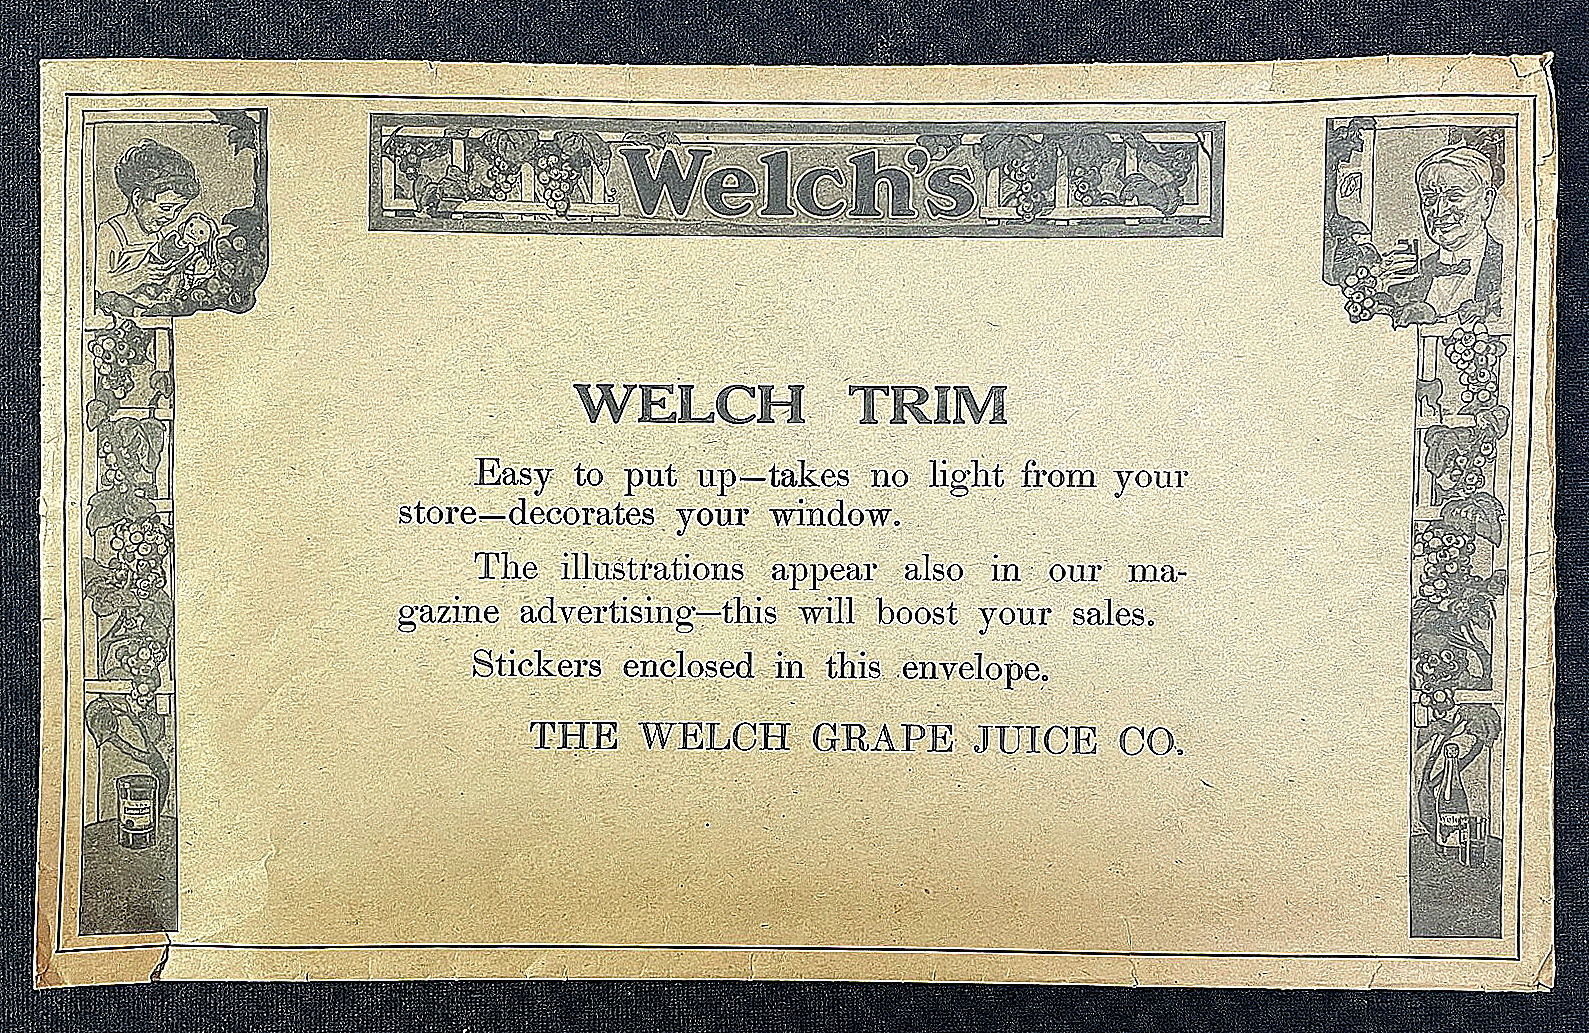 Welch's
WELCH TRIM
Easy to put up—takes no light from your
store—decorates your window.
The illustrations appear also in our ma-
gazine advertising—this will boost your sales.
Stickers enclosed in this envelope.
THE WELCH GRAPE JUICE CO.